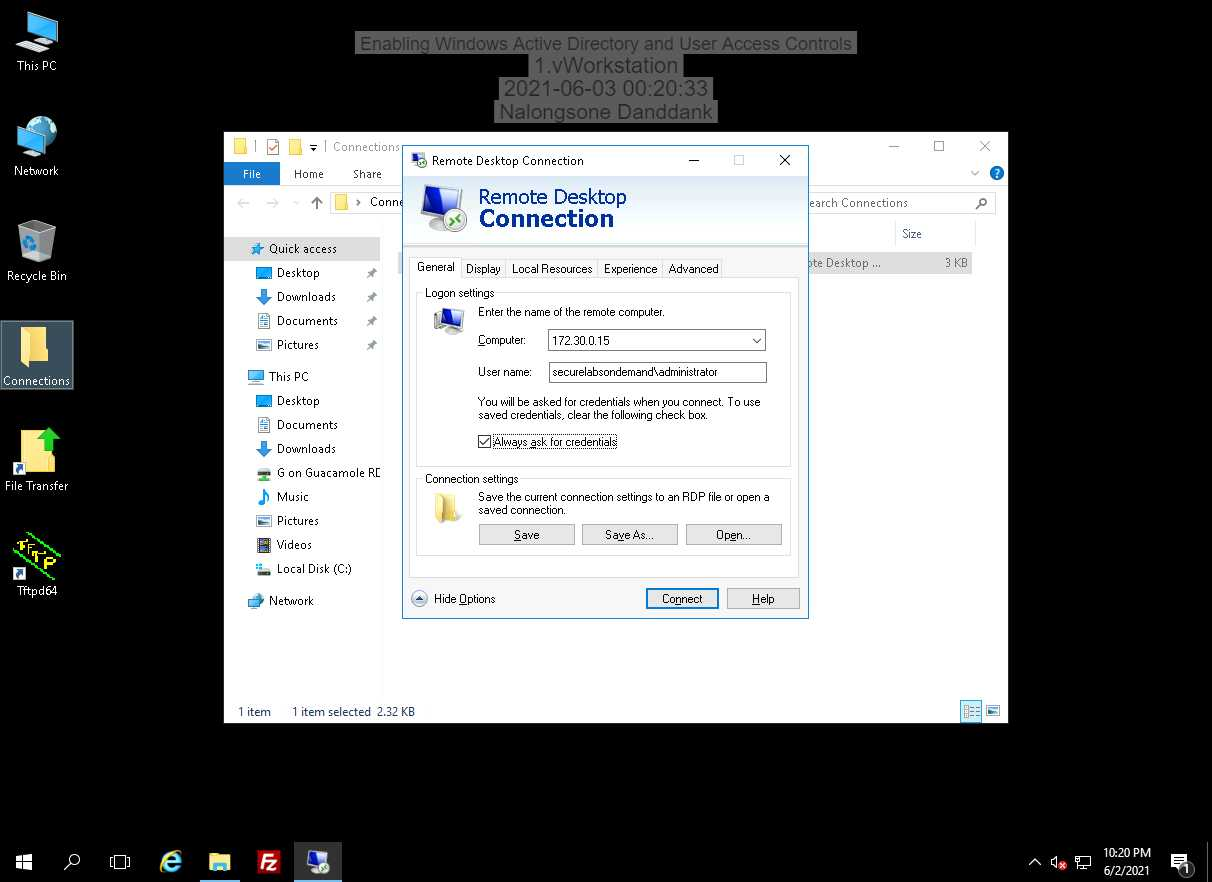 Enabling Windows Active Directory and User Access Controls
1.vWorkstation
2021-06-03 00:20:33
Nalongsone Danddank
This PC
Network
Recycle Bin
Connections
File Transfer
Tftpd64
Connections
File
Home
Share
Search Connections
Size
3 KB
Quick access
Desktop
Downloads
Documents
Pictures
This PC
Desktop
Documents
Downloads
G on Guacamole RD
Music
Pictures
Videos
Local Disk (C:)
Network
1 item
1 item selected 2.32 KB
Remote Desktop Connection
Remote Desktop
Connection
General
Display
Local Resources
Experience
Advanced
Logon settings
Enter the name of the remote computer.
Computer:
172.30.0.15
User name:
securelabsondemand\administrator
You will be asked for credentials when you connect. To use
saved credentials, clear the following check box.
Always ask for credentials
Connection settings
Save the current connection settings to an RDP file or open a
saved connection.
Save
Save As...
Open...
Hide Options
Connect
Help
10:20 PM
6/2/2021
1